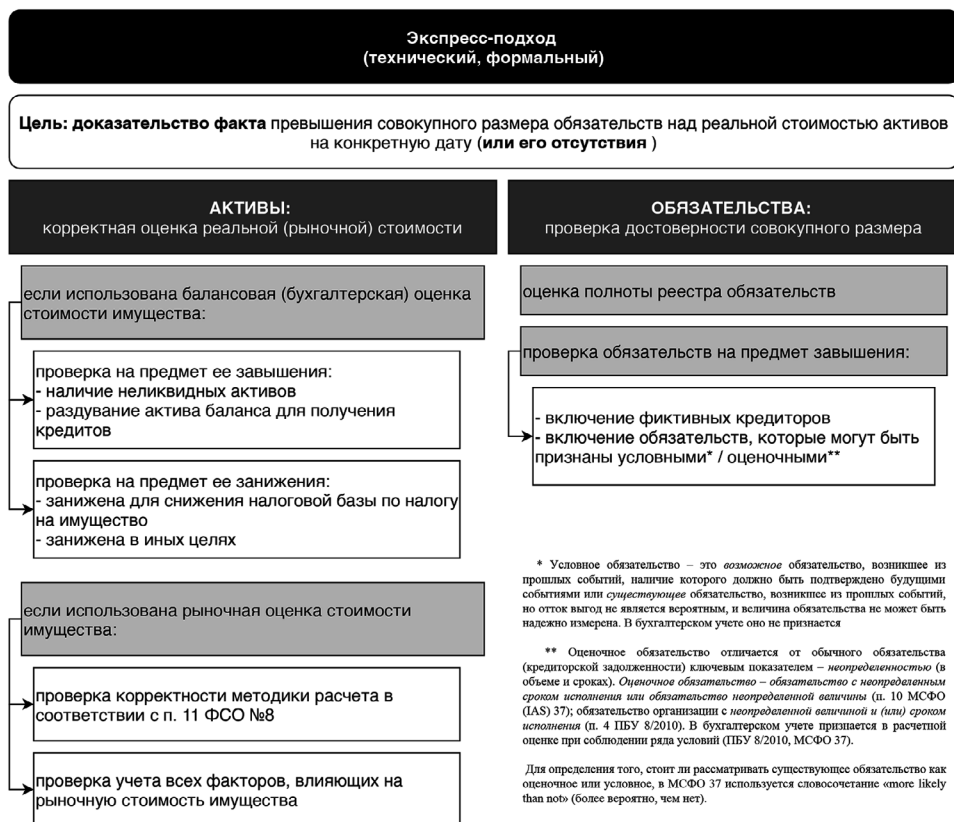 Экспресс-подход
(технический, формальный)
Цель: доказательство факта превышения совокупного размера обязательств над реальной стоимостью активов
на конкретную дату (или его отсутствия )
АКТИВЫ:
корректная оценка реальной (рыночной) стоимости
если использована балансовая (бухгалтерская) оценка
стоимости имущества:
проверка на предмет ее завышения:
- наличие неликвидных активов
- раздувание актива баланса для получения
кредитов
проверка на предмет ее занижения:
- занижена для снижения налоговой базы по налогу
на имущество
- занижена в иных целях
если использована рыночная оценка стоимости
имущества:
проверка корректности методики расчета в
соответствии с п. 11 ФСО №8
проверка учета всех факторов, влияющих на
рыночную стоимость имущества
ОБЯЗАТЕЛЬСТВА:
проверка достоверности совокупного размера
оценка полноты реестра обязательств
проверка обязательств на предмет завышения:
- включение фиктивных кредиторов
- включение обязательств, которые могут быть
признаны условными* / оценочными**
* Условное обязательство – это возможное обязательство, возникшее из
прошлых событий, наличие которого должно быть подтверждено будущими
событиями или существующее обязательство, возникшее из прошлых событий,
но отток выгод не является вероятным, и величина обязательства не может быть
надежно измерена. В бухгалтерском учете оно не признается
** Оценочное обязательство отличается от обычного обязательства
(кредиторской задолженности) ключевым показателем – неопределенностью (в
объеме и сроках). Оценочное обязательство – обязательство с неопределенным
сроком исполнения или обязательство неопределенной величины (п. 10 МСФО
(IAS) 37); обязательство организации с неопределенной величиной и (или) сроком
исполнения (п. 4 ПБУ 8/2010). В бухгалтерском учете признается в расчетной
оценке при соблюдении ряда условий (ПБУ 8/2010, МСФО 37).
Для определения того, стоит ли рассматривать существующее обязательство как
оценочное или условное, в МСФО 37 используется словосочетание «more likely
than not» (более вероятно, чем нет).